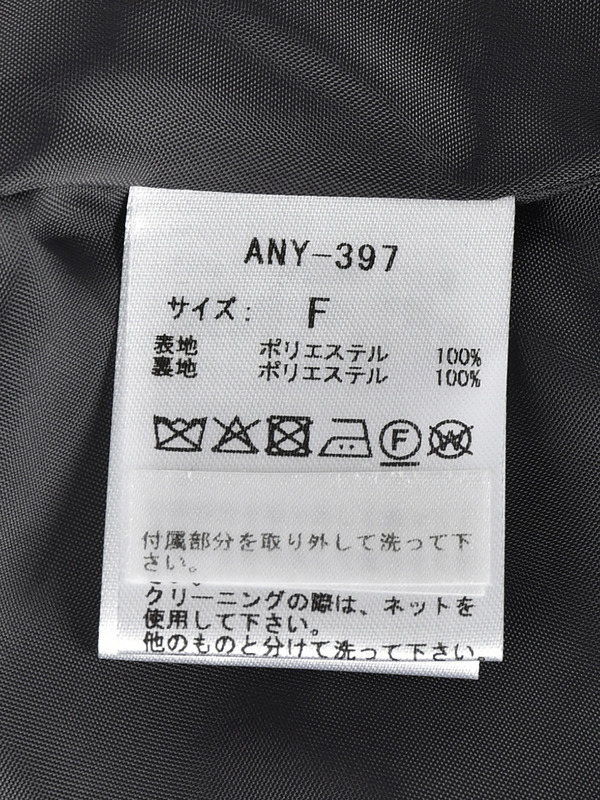 ANY-397
サイズ： F
表地 ポリエステル 100%
裏地 ポリエステル 100%
F W
付属部分を取り外して洗って下
さい。
クリーニングの際は、ネットを
使用して下さい。
他のものと分けて洗って下さい。